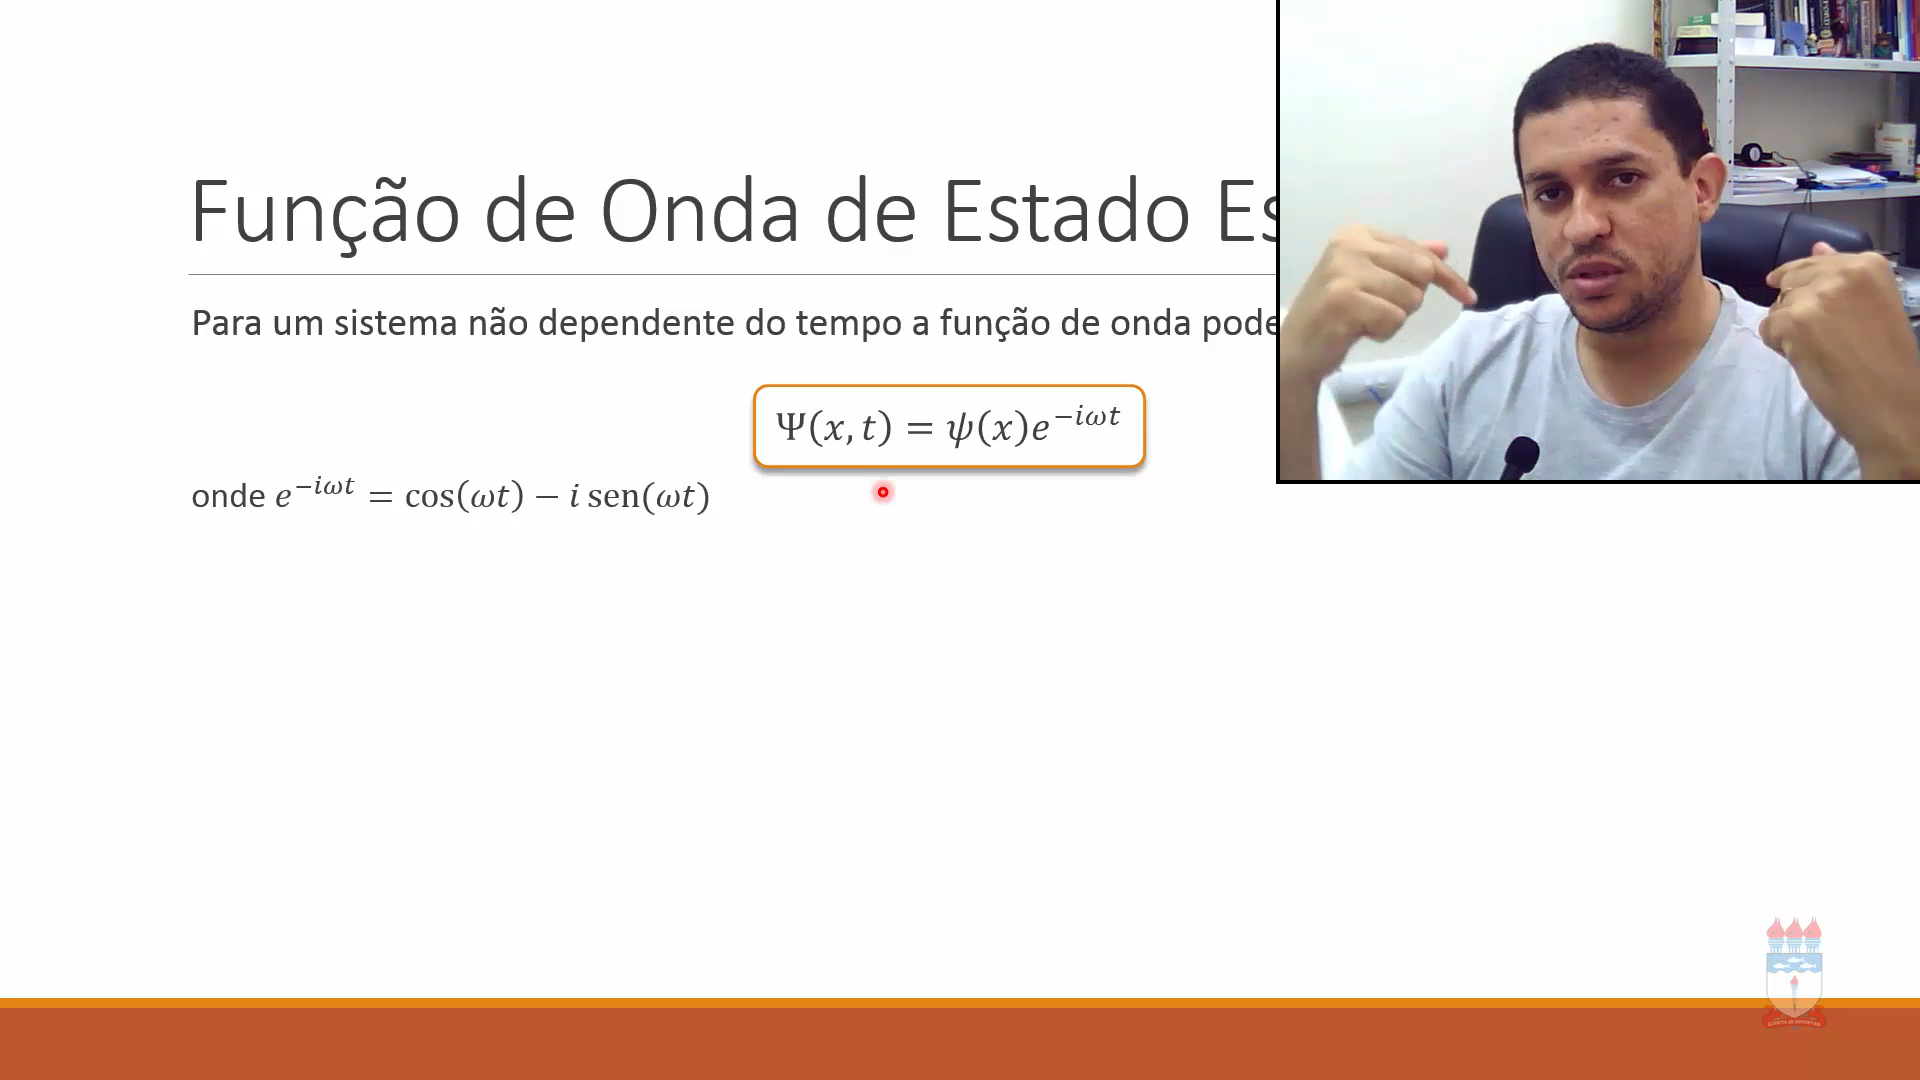 Função de Onda de Estado Es
Para um sistema não dependente do tempo a função de onda pode
Ψ(x, t) = ψ(x)e^{−iωt}
onde e^{−iωt} = cos(ωt) − i sen(ωt)